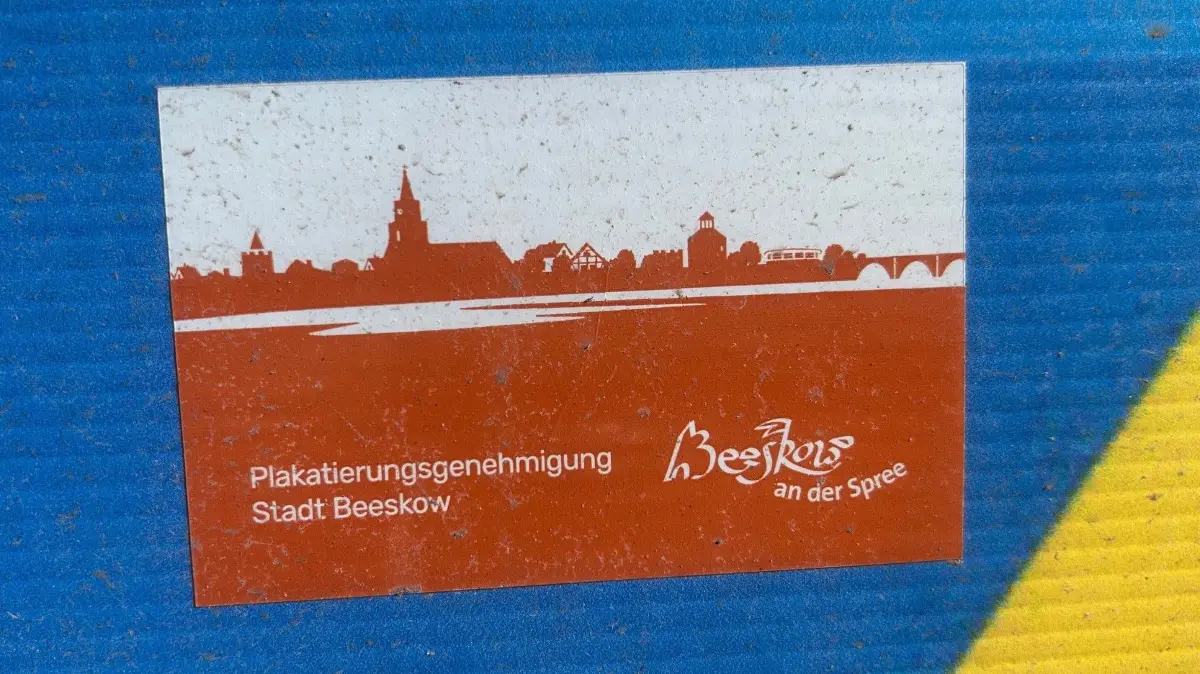 Plakatierungsgenehmigung
Stadt Beeskow
Beeskow
an der Spree